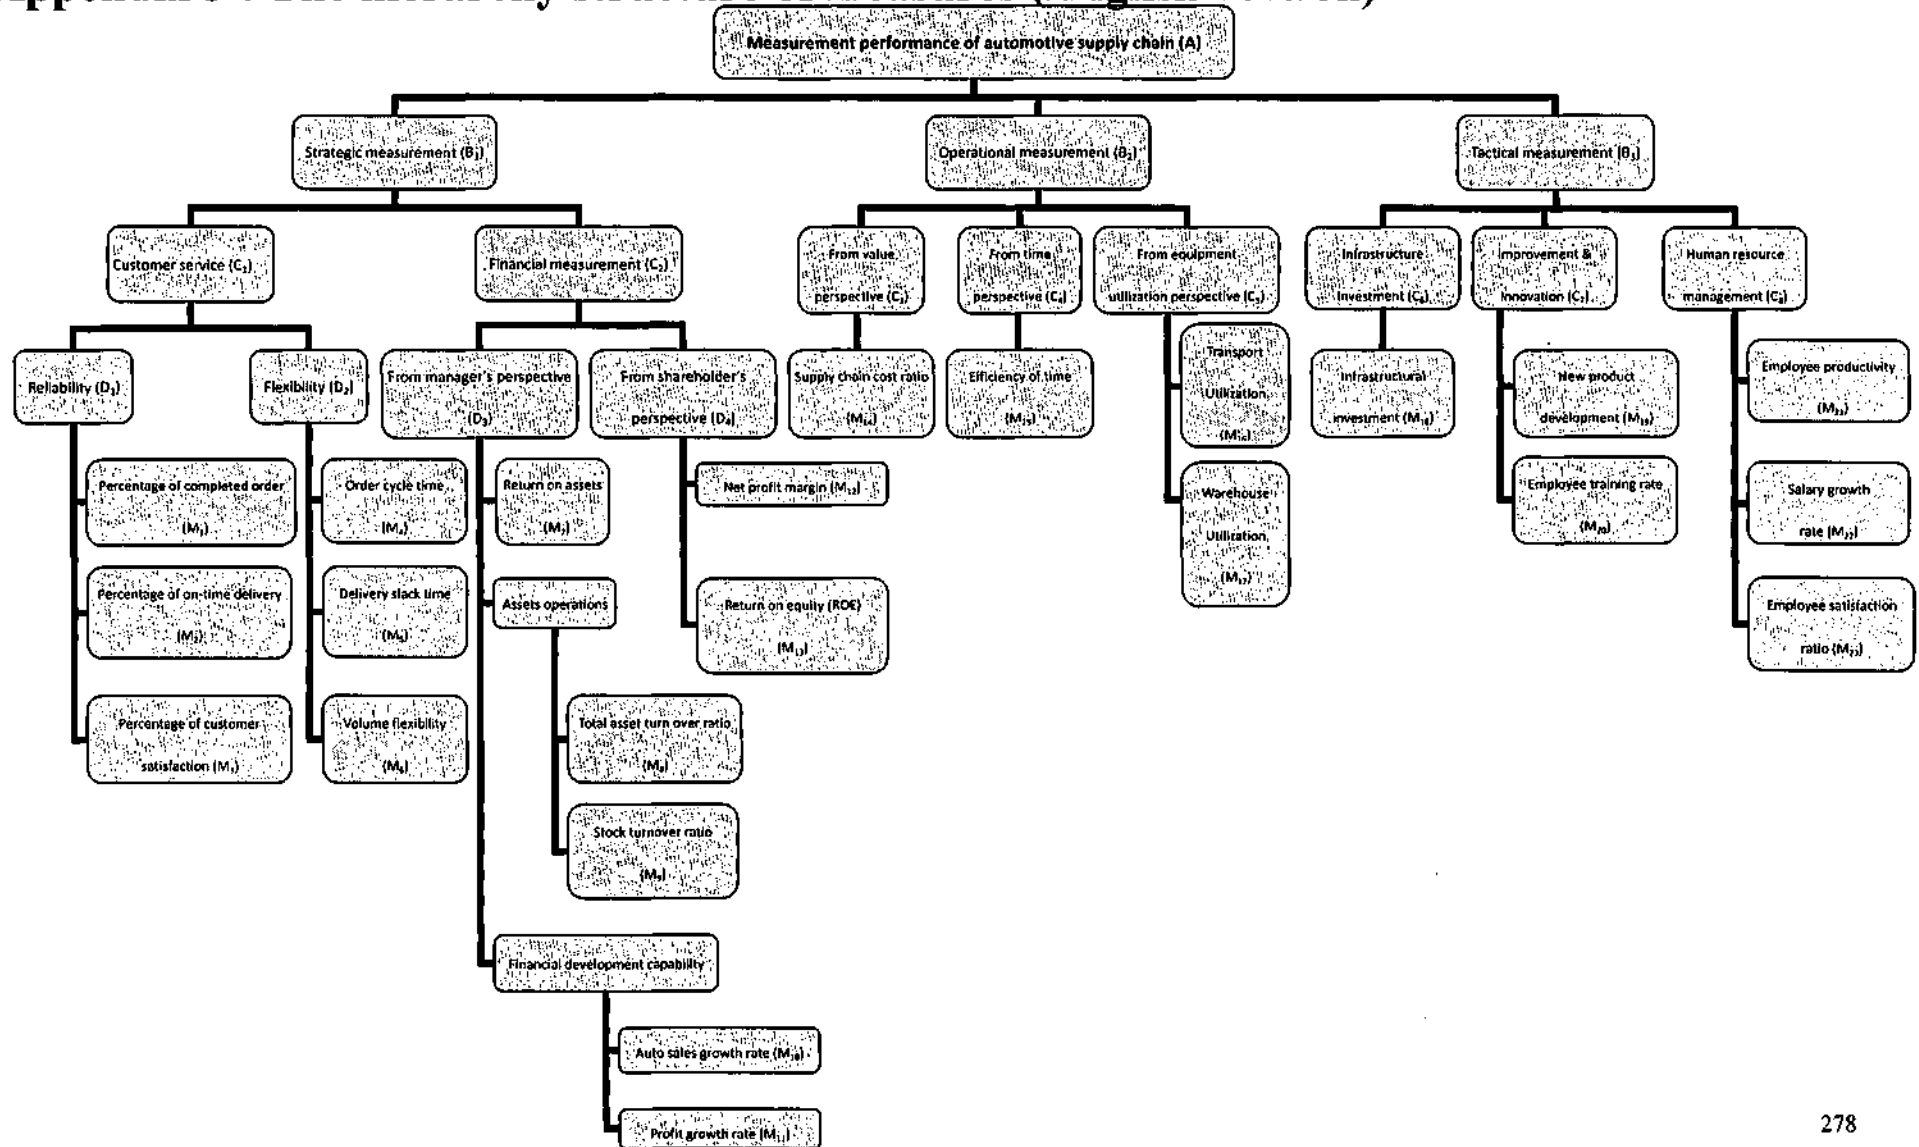 Measurement performance of automotive supply chain (A)
Strategic measurement (B₁)
Operational measurement (B₂)
Tactical measurement (B₃)
Customer service (C₁)
Financial measurement (C₂)
From value
perspective (C₃)
From time
perspective (C₄)
From equipment
utilization perspective (C₅)
Infrastructure
Investment (C₆)
Improvement &
Innovation (C₇)
Human resource
management (C₈)
Reliability (D₁)
Flexibility (D₂)
From manager's perspective
(D₃)
From shareholder's
perspective (D₄)
Supply chain cost ratio
(M₁₄)
Efficiency of time
(M₁₅)
Transport
Utilization
(M₁₆)
Infrastructural
investment (M₁₈)
New product
development (M₁₉)
Employee productivity
(M₂₁)
Percentage of completed order
(M₁)
Order cycle time
(M₄)
Return on assets
(M₇)
Net profit margin (M₁₂)
Warehouse
Utilization
(M₁₇)
Employee training rate
(M₂₀)
Salary growth
rate (M₂₂)
Percentage of on-time delivery
(M₂)
Delivery slack time
(M₅)
Assets operations
Return on equity (ROE)
(M₁₃)
Employee satisfaction
ratio (M₂₃)
Percentage of customer
satisfaction (M₃)
Volume flexibility
(M₆)
Total asset turn over ratio
(M₈)
Stock turnover ratio
(M₉)
Financial development capability
Auto sales growth rate (M₁₀)
Profit growth rate (M₁₁)
278